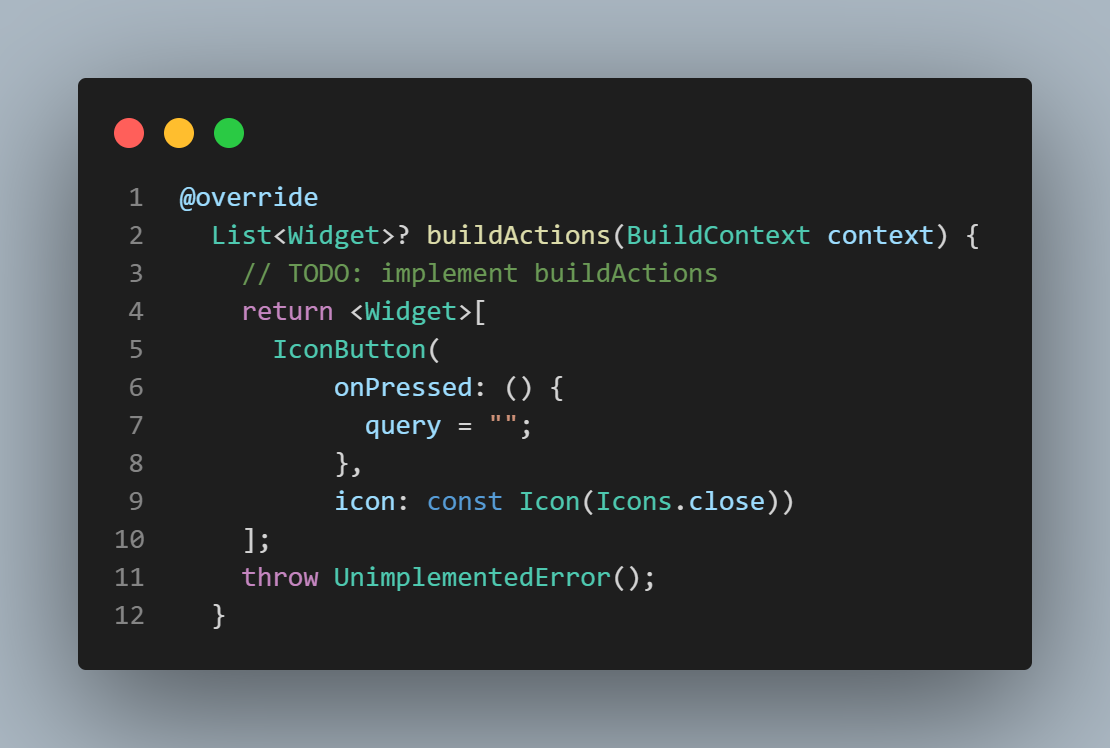 1 @override
2   List<Widget>? buildActions(BuildContext context) {
3     // TODO: implement buildActions
4     return <Widget>[
5       IconButton(
6           onPressed: () {
7             query = "";
8           },
9           icon: const Icon(Icons.close))
10     ];
11     throw UnimplementedError();
12   }